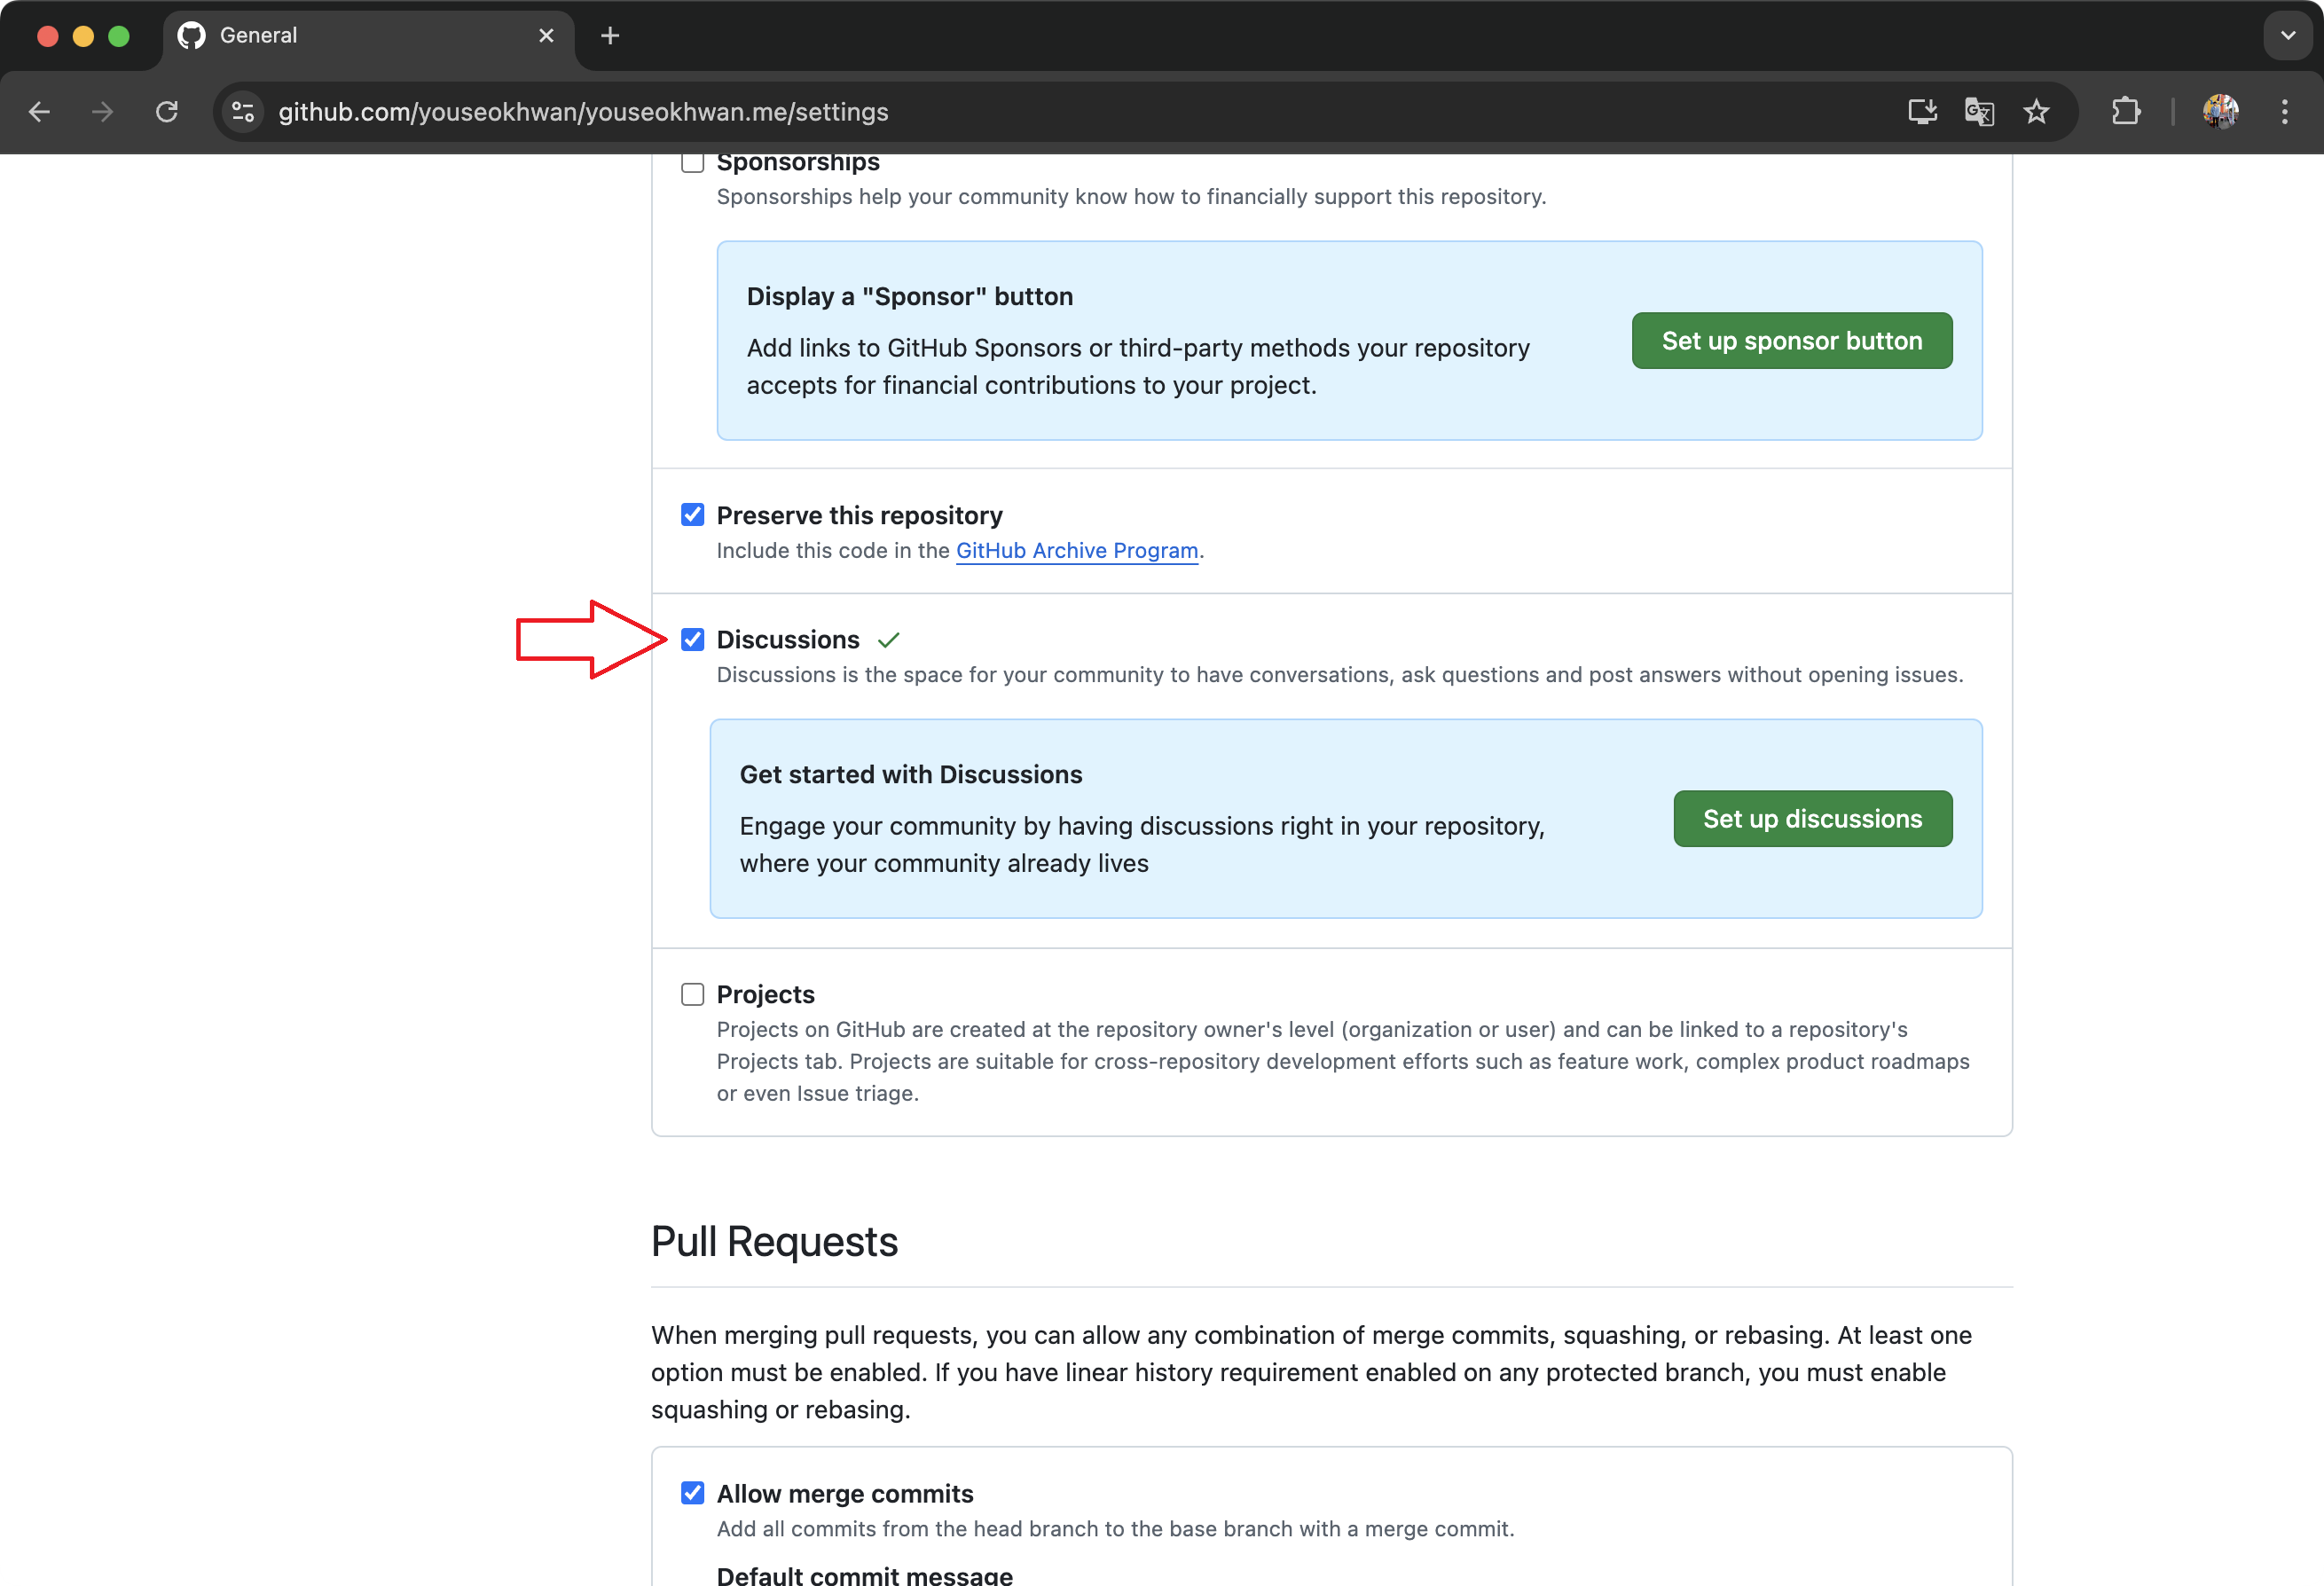 General
github.com/youseokhwan/youseokhwan.me/settings
Sponsorships
Sponsorships help your community know how to financially support this repository.
Display a "Sponsor" button
Add links to GitHub Sponsors or third-party methods your repository
accepts for financial contributions to your project.
Set up sponsor button
Preserve this repository
Include this code in the GitHub Archive Program.
Discussions
Discussions is the space for your community to have conversations, ask questions and post answers without opening issues.
Get started with Discussions
Engage your community by having discussions right in your repository,
where your community already lives
Set up discussions
Projects
Projects on GitHub are created at the repository owner's level (organization or user) and can be linked to a repository's
Projects tab. Projects are suitable for cross-repository development efforts such as feature work, complex product roadmaps
or even Issue triage.
Pull Requests
When merging pull requests, you can allow any combination of merge commits, squashing, or rebasing. At least one
option must be enabled. If you have linear history requirement enabled on any protected branch, you must enable
squashing or rebasing.
Allow merge commits
Add all commits from the head branch to the base branch with a merge commit.
Default commit message